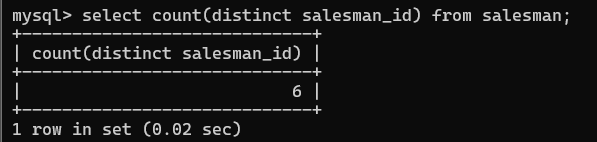 mysql> select count(distinct salesman_id) from salesman;
+-----------------------------+
| count(distinct salesman_id) |
+-----------------------------+
|                           6 |
+-----------------------------+
1 row in set (0.02 sec)